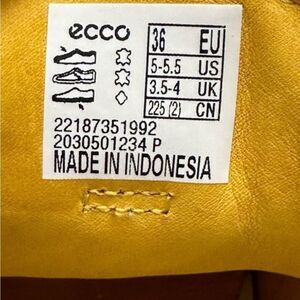 ecco
36 EU
5-5.5 US
3.5-4 UK
225 (2) CN
22187351992
2030501234 P
MADE IN INDONESIA